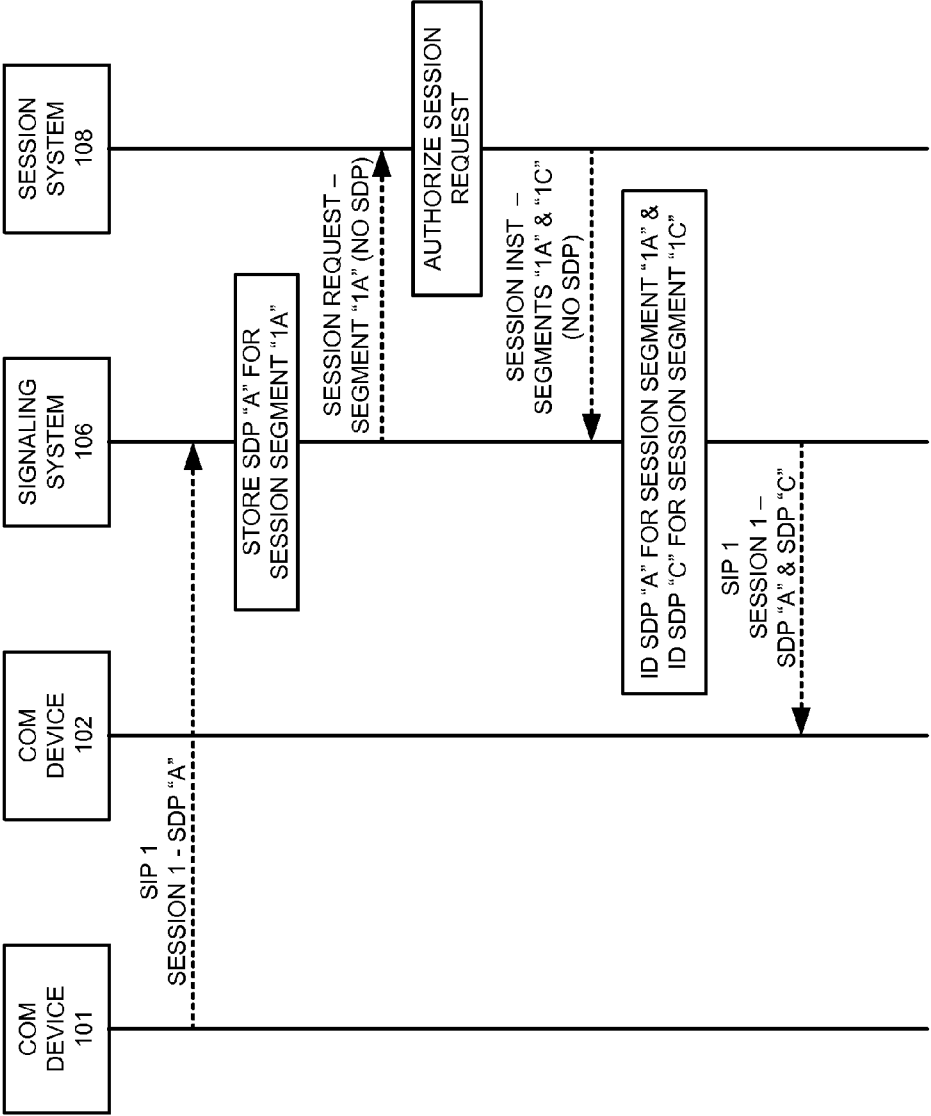 COM
DEVICE
101
COM
DEVICE
102
SIGNALING
SYSTEM
106
SESSION
SYSTEM
108
SIP 1
SESSION 1 - SDP “A”
STORE SDP “A” FOR
SESSION SEGMENT “1A”
SESSION REQUEST –
SEGMENT “1A” (NO SDP)
AUTHORIZE SESSION
REQUEST
SESSION INST –
SEGMENTS “1A” & “1C”
(NO SDP)
ID SDP “A” FOR SESSION SEGMENT “1A” &
ID SDP “C” FOR SESSION SEGMENT “1C”
SIP 1
SESSION 1 –
SDP “A” & SDP “C”